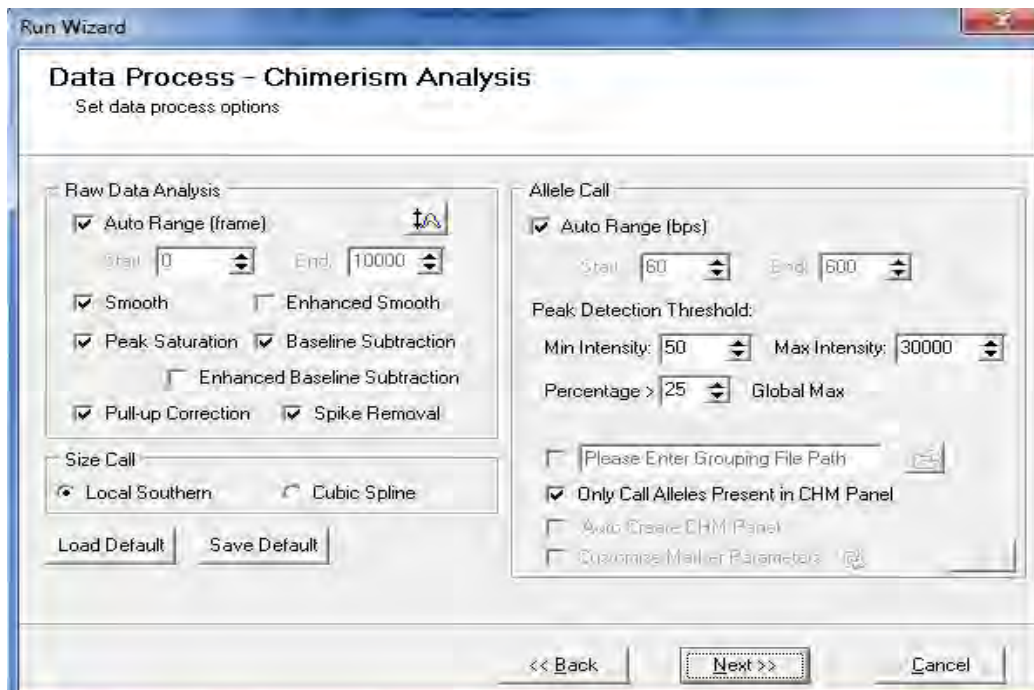 Run Wizard
Data Process - Chimerism Analysis
Set data process options
Raw Data Analysis
Auto Range (frame)
Start 0 End: 10000
Smooth Enhanced Smooth
Peak Saturation Baseline Subtraction
Enhanced Baseline Subtraction
Pull-up Correction Spike Removal
Size Call
Local Southern Cubic Spline
Load Default Save Default
Allele Call
Auto Range (bps)
Start 60 End 600
Peak Detection Threshold:
Min Intensity: 50 Max Intensity: 30000
Percentage > 25 Global Max
Please Enter Grouping File Path
Only Call Alleles Present in CHM Panel
Auto Create CHM Panel
Customize Marker Parameters
<< Back Next >> Cancel